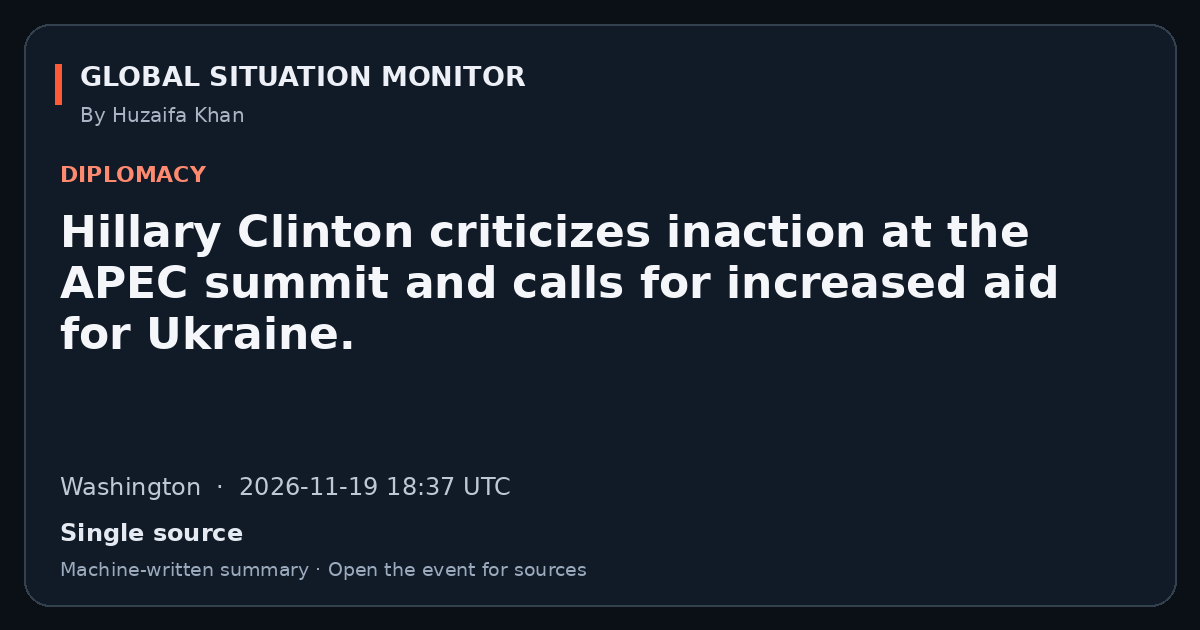 GLOBAL SITUATION MONITOR
By Huzaifa Khan
DIPLOMACY
Hillary Clinton criticizes inaction at the
APEC summit and calls for increased aid
for Ukraine.
Washington · 2026-11-19 18:37 UTC
Single source
Machine-written summary · Open the event for sources